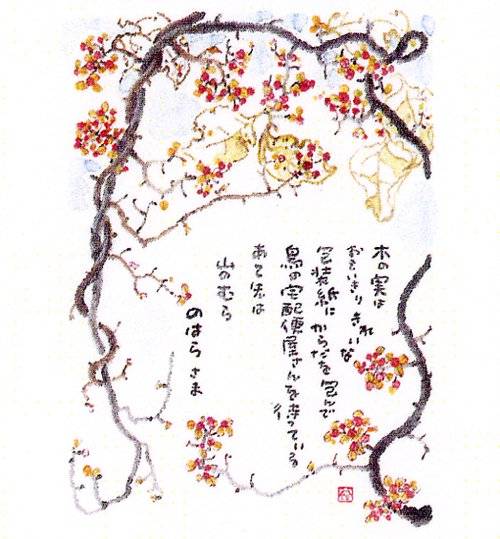 木の実は
おもいきり きれいな
包装紙に からだを包んで
鳥の宅配便屋さんを待っている
あて先は
山のむら
のはらさま